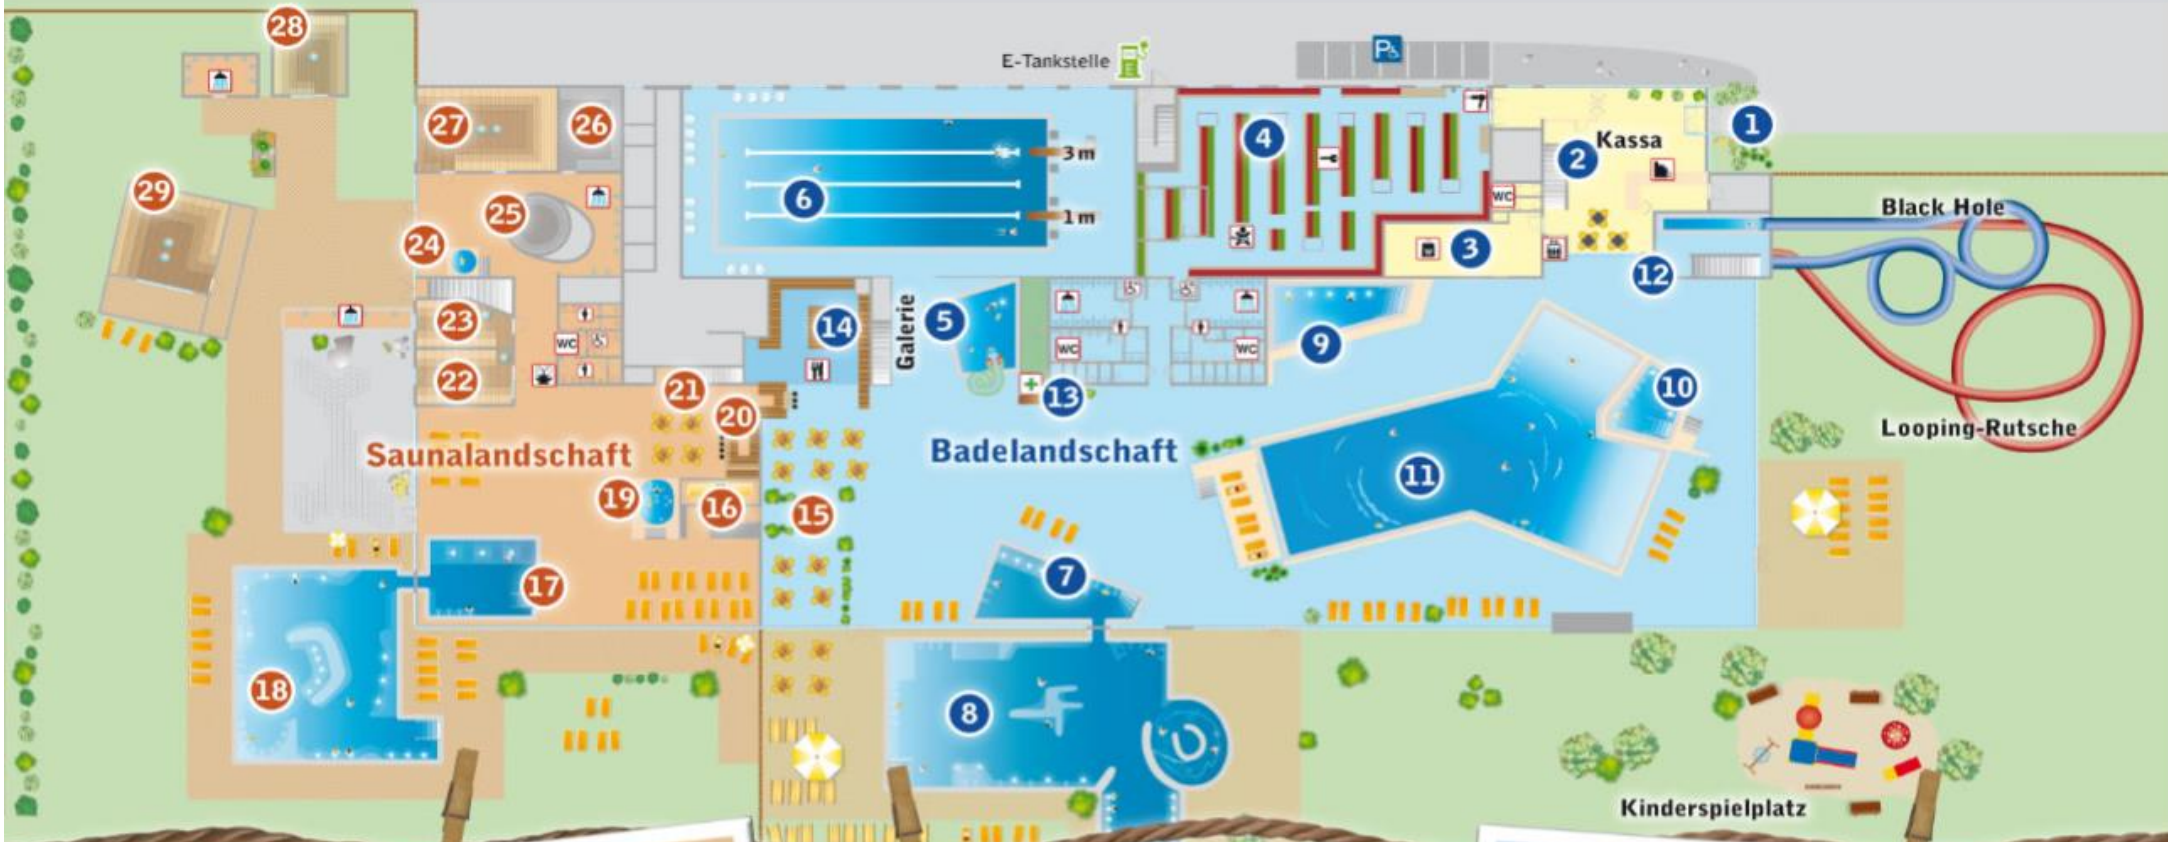 28
E-Tankstelle
P
27
26
4
1
Kassa
2
3 m
29
6
WC
25
Black Hole
1 m
24
3
12
23
14
Galerie
5
9
WC
WC
WC
22
21
13
10
20
Looping-Rutsche
Saunalandschaft
Badelandschaft
11
19
16
15
7
17
18
8
Kinderspielplatz